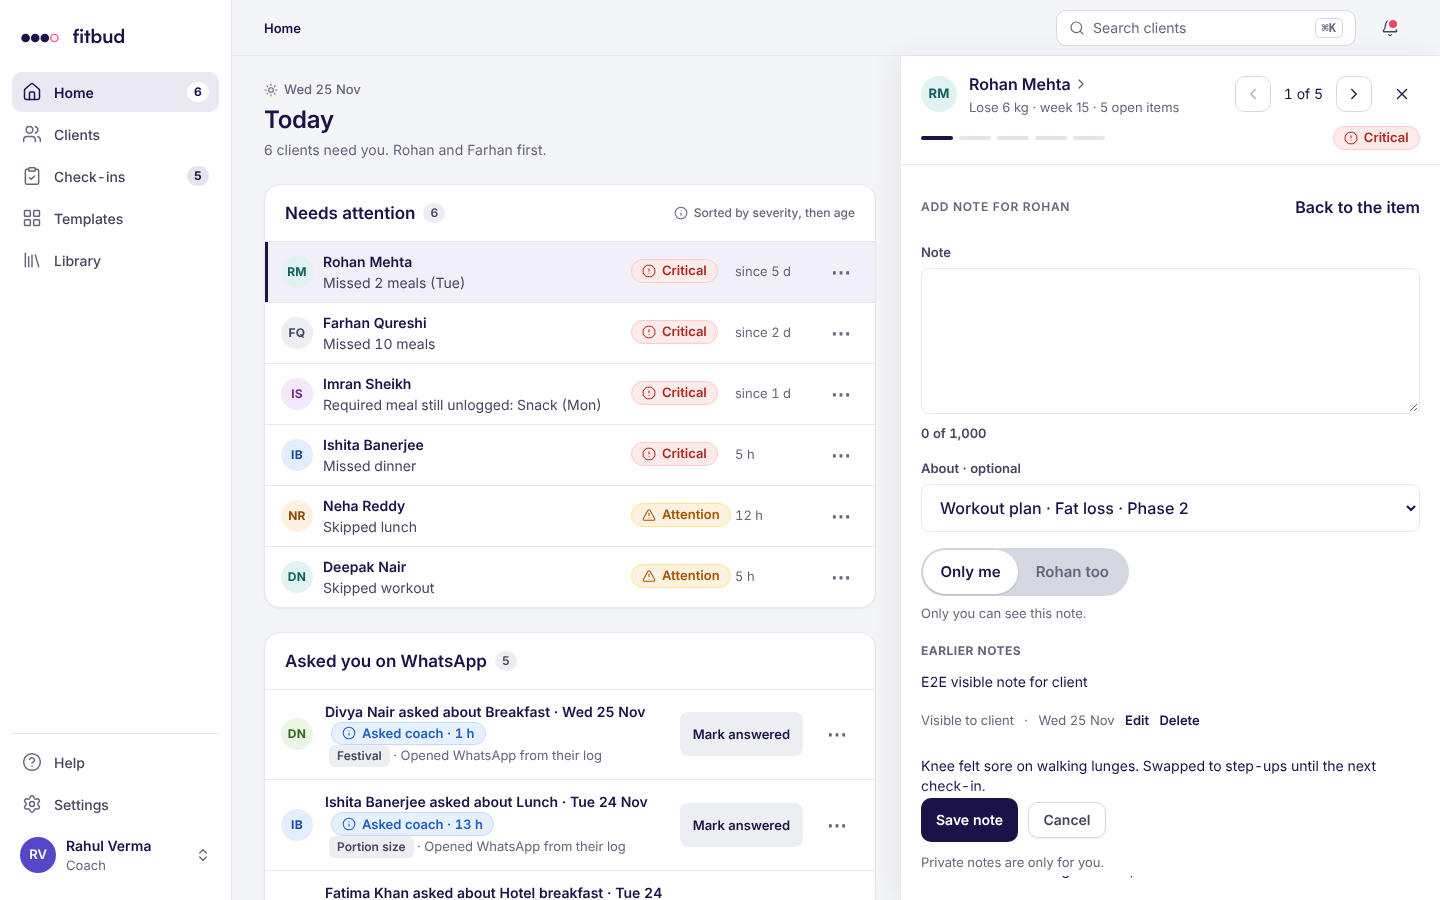 fitbud
Home
6
Clients
Check-ins
5
Templates
Library
Help
Settings
RV
Rahul Verma
Coach
Home
Search clients
⌘K
Wed 25 Nov
Today
6 clients need you. Rohan and Farhan first.
Needs attention 6
Sorted by severity, then age
RM
Rohan Mehta
Missed 2 meals (Tue)
Critical
since 5 d
FQ
Farhan Qureshi
Missed 10 meals
Critical
since 2 d
IS
Imran Sheikh
Required meal still unlogged: Snack (Mon)
Critical
since 1 d
IB
Ishita Banerjee
Missed dinner
Critical
5 h
NR
Neha Reddy
Skipped lunch
Attention
12 h
DN
Deepak Nair
Skipped workout
Attention
5 h
Asked you on WhatsApp 5
DN
Divya Nair asked about Breakfast · Wed 25 Nov
Asked coach · 1 h
Festival · Opened WhatsApp from their log
Mark answered
IB
Ishita Banerjee asked about Lunch · Tue 24 Nov
Asked coach · 13 h
Portion size · Opened WhatsApp from their log
Mark answered
Fatima Khan asked about Hotel breakfast · Tue 24
RM
Rohan Mehta
Lose 6 kg · week 15 · 5 open items
1 of 5
Critical
ADD NOTE FOR ROHAN
Back to the item
Note
0 of 1,000
About · optional
Workout plan · Fat loss · Phase 2
Only me
Rohan too
Only you can see this note.
EARLIER NOTES
E2E visible note for client
Visible to client · Wed 25 Nov Edit Delete
Knee felt sore on walking lunges. Swapped to step-ups until the next
check-in.
Save note
Cancel
Private notes are only for you.